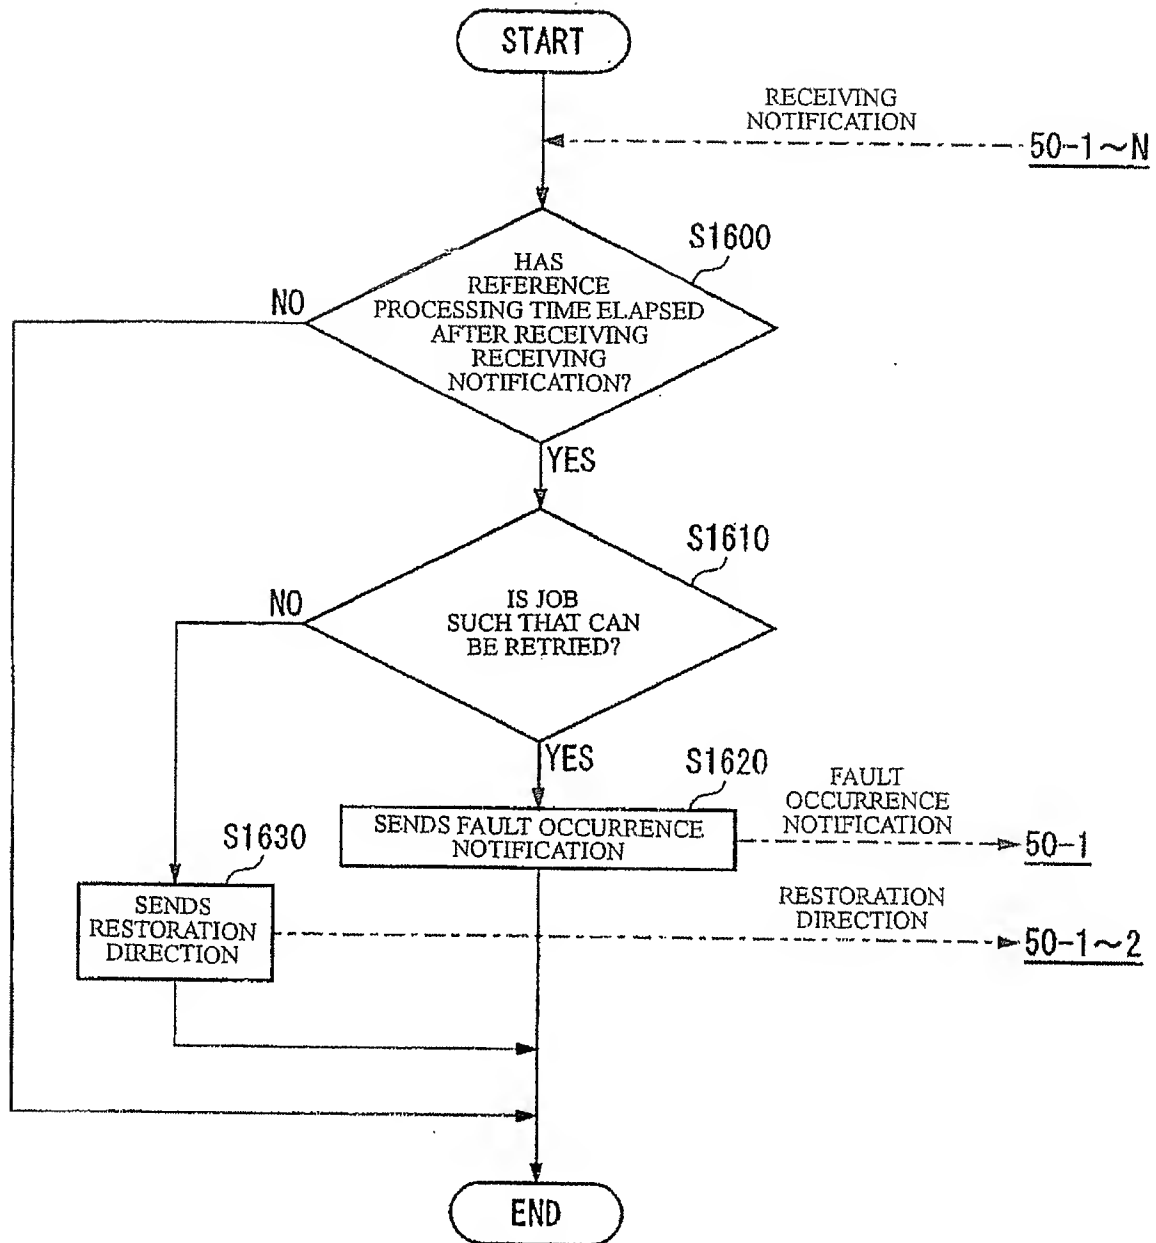 START
RECEIVING
NOTIFICATION
50-1~N
S1600
HAS
REFERENCE
PROCESSING TIME ELAPSED
AFTER RECEIVING
RECEIVING
NOTIFICATION?
NO
YES
S1610
IS JOB
SUCH THAT CAN
BE RETRIED?
NO
YES
S1620
SENDS FAULT OCCURRENCE
NOTIFICATION
FAULT
OCCURRENCE
NOTIFICATION
50-1
S1630
SENDS
RESTORATION
DIRECTION
RESTORATION
DIRECTION
50-1~2
END